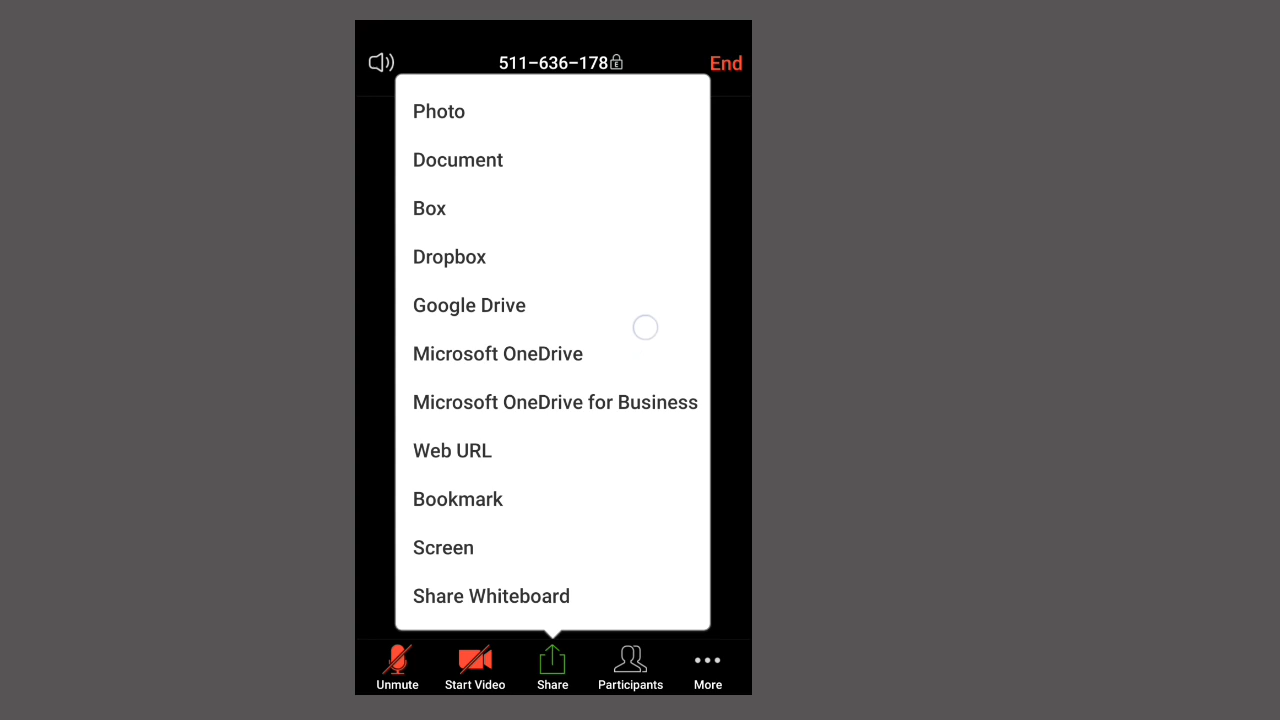 511-636-178
End
Photo
Document
Box
Dropbox
Google Drive
Microsoft OneDrive
Microsoft OneDrive for Business
Web URL
Bookmark
Screen
Share Whiteboard
Unmute
Start Video
Share
Participants
More